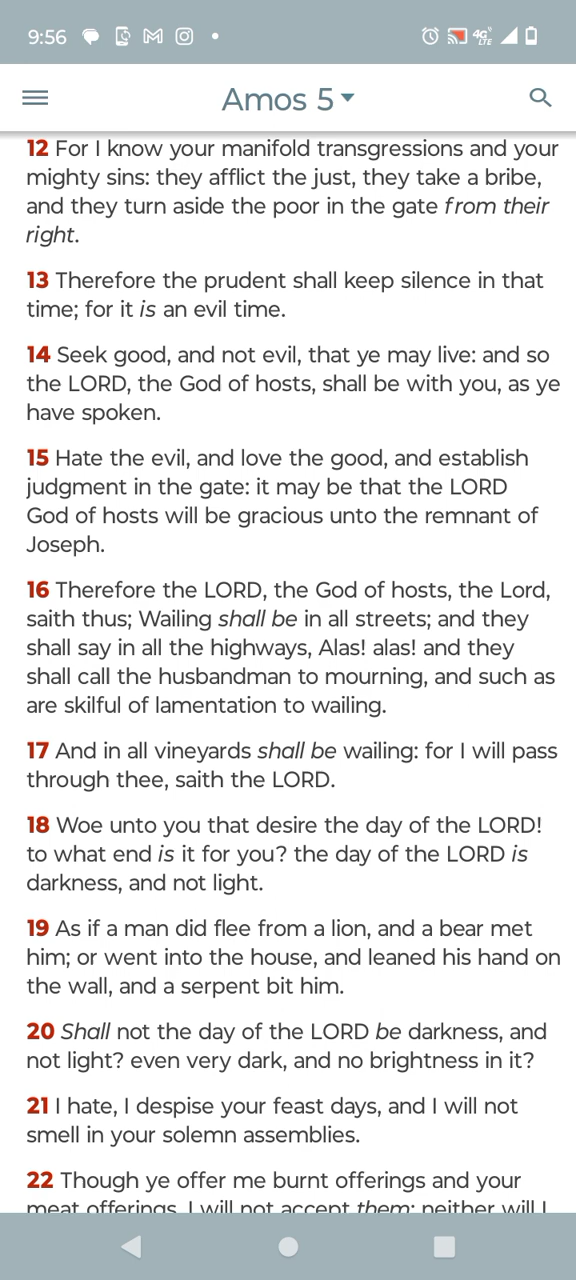 9:56
4G
LTE
Amos 5
12 For I know your manifold transgressions and your
mighty sins: they afflict the just, they take a bribe,
and they turn aside the poor in the gate from their
right.
13 Therefore the prudent shall keep silence in that
time; for it is an evil time.
14 Seek good, and not evil, that ye may live: and so
the LORD, the God of hosts, shall be with you, as ye
have spoken.
15 Hate the evil, and love the good, and establish
judgment in the gate: it may be that the LORD
God of hosts will be gracious unto the remnant of
Joseph.
16 Therefore the LORD, the God of hosts, the Lord,
saith thus; Wailing shall be in all streets; and they
shall say in all the highways, Alas! alas! and they
shall call the husbandman to mourning, and such as
are skilful of lamentation to wailing.
17 And in all vineyards shall be wailing: for I will pass
through thee, saith the LORD.
18 Woe unto you that desire the day of the LORD!
to what end is it for you? the day of the LORD is
darkness, and not light.
19 As if a man did flee from a lion, and a bear met
him; or went into the house, and leaned his hand on
the wall, and a serpent bit him.
20 Shall not the day of the LORD be darkness, and
not light? even very dark, and no brightness in it?
21 I hate, I despise your feast days, and I will not
smell in your solemn assemblies.
22 Though ye offer me burnt offerings and your
meat offerings, I will not accept them: neither will I